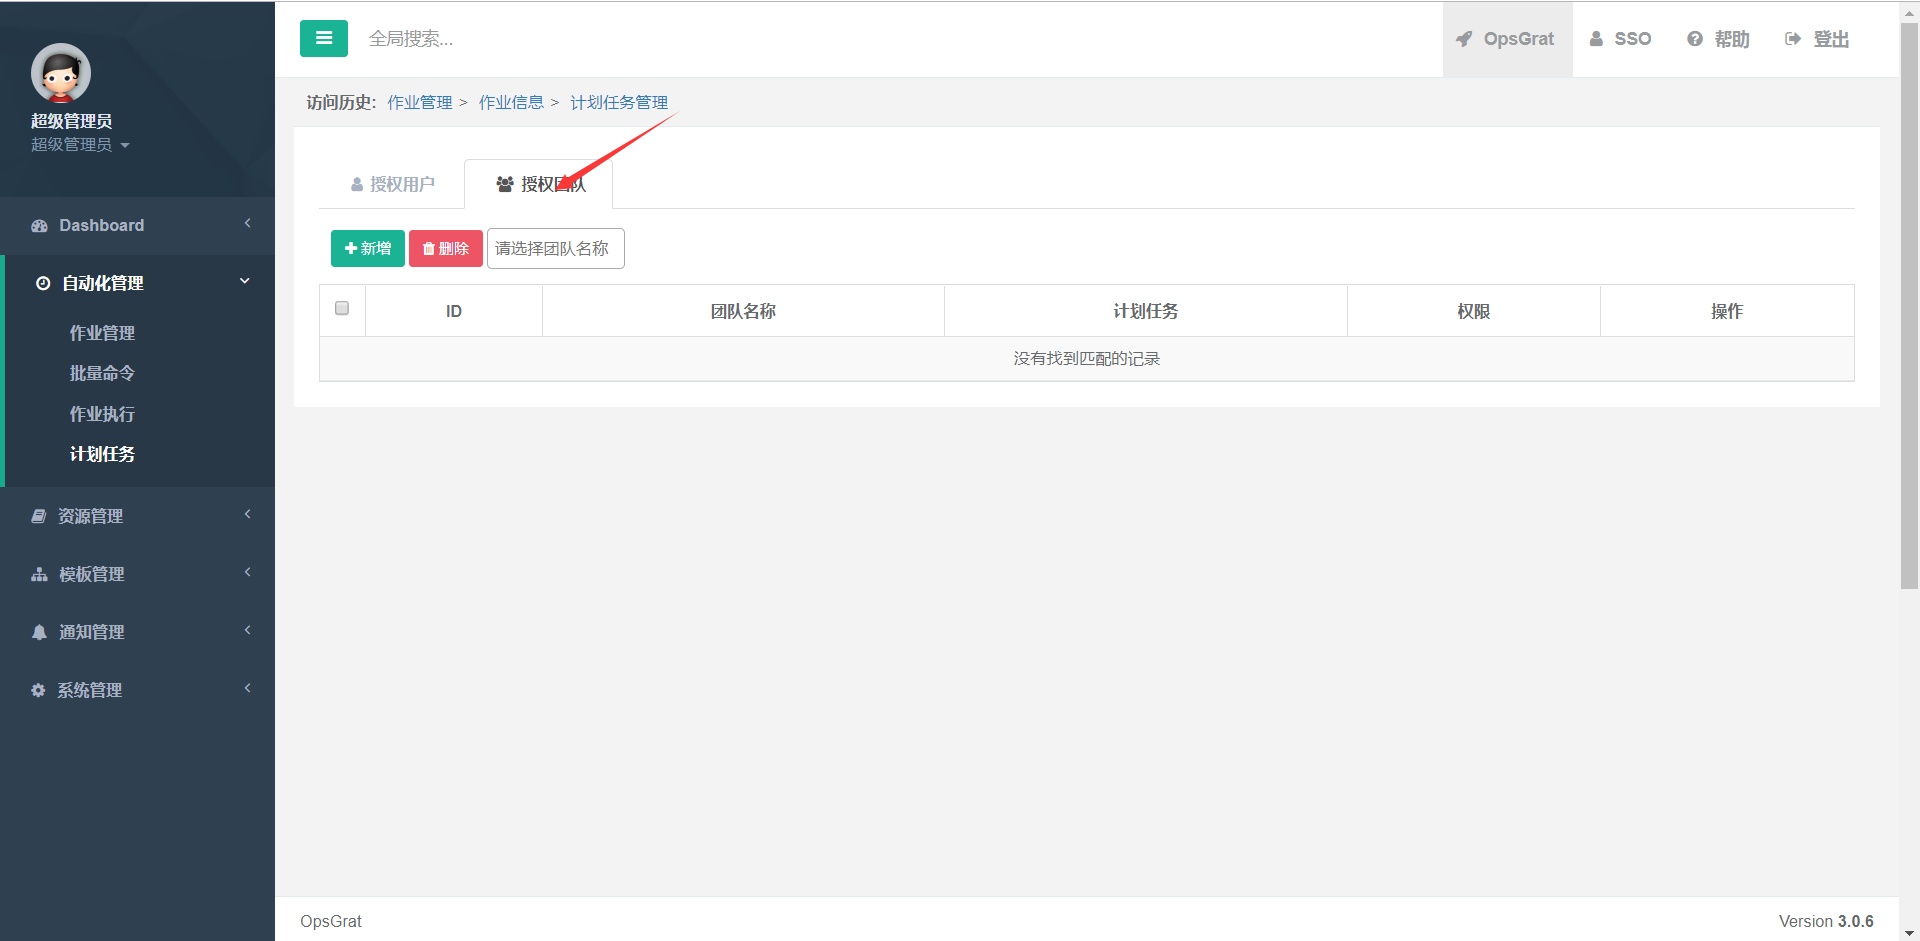 全局搜索...
OpsGrat
SSO
帮助
登出
超级管理员
超级管理员
Dashboard
自动化管理
作业管理
批量命令
作业执行
计划任务
资源管理
模板管理
通知管理
系统管理
访问历史: 作业管理 > 作业信息 > 计划任务管理
授权用户
授权团队
新增
删除
请选择团队名称
ID 团队名称 计划任务 权限 操作
没有找到匹配的记录
OpsGrat
Version 3.0.6